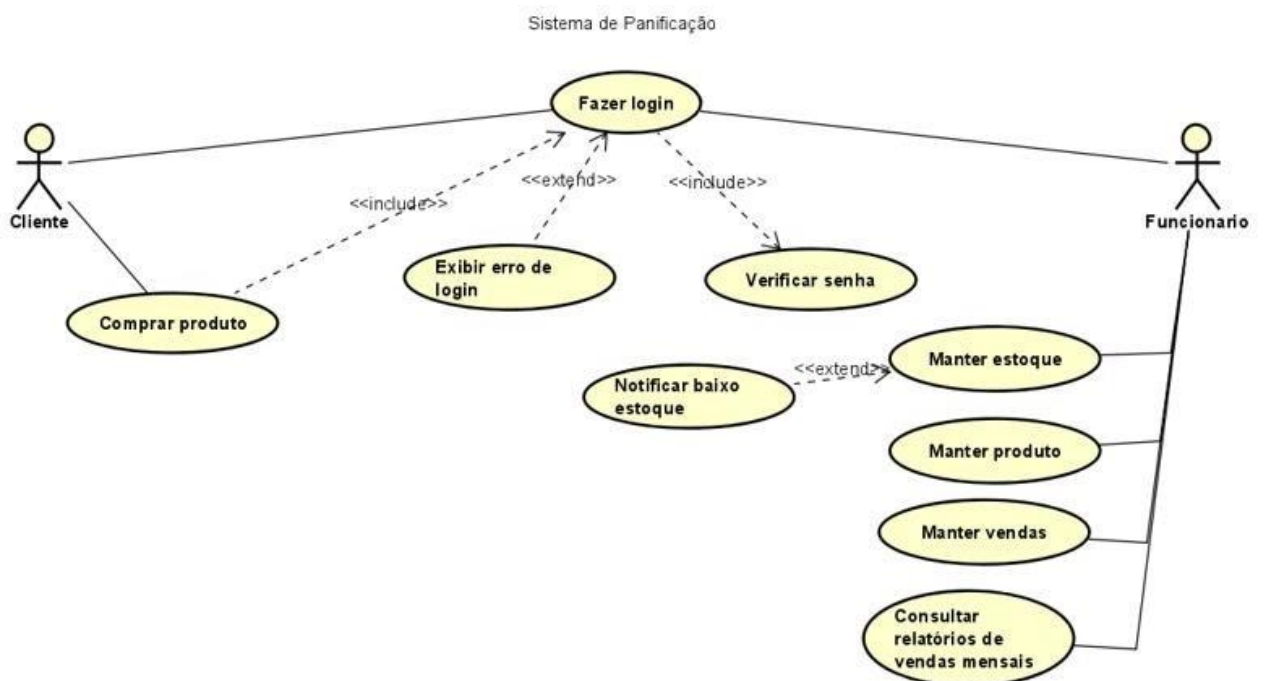 Sistema de Panificação
Fazer login
<<extend>>
<<include>>
<<include>>
Cliente
Funcionario
Exibir erro de
login
Verificar senha
Comprar produto
Manter estoque
<<extend>>
Notificar baixo
estoque
Manter produto
Manter vendas
Consultar
relatórios de
vendas mensais